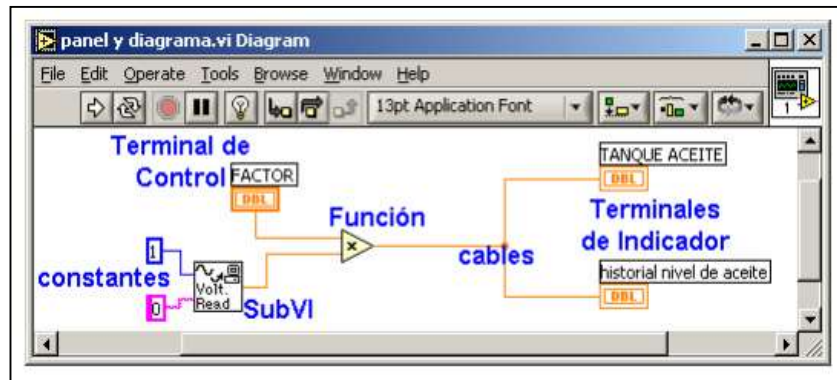 panel y diagrama.vi Diagram
File Edit Operate Tools Browse Window Help
13pt Application Font
1
Terminal de
Control
FACTOR
DBL
TANQUE ACEITE
DBL
Función
Terminales
de Indicador
cables
1
constantes
0
Volt.
Read
SubVI
historial nivel de aceite
DBL